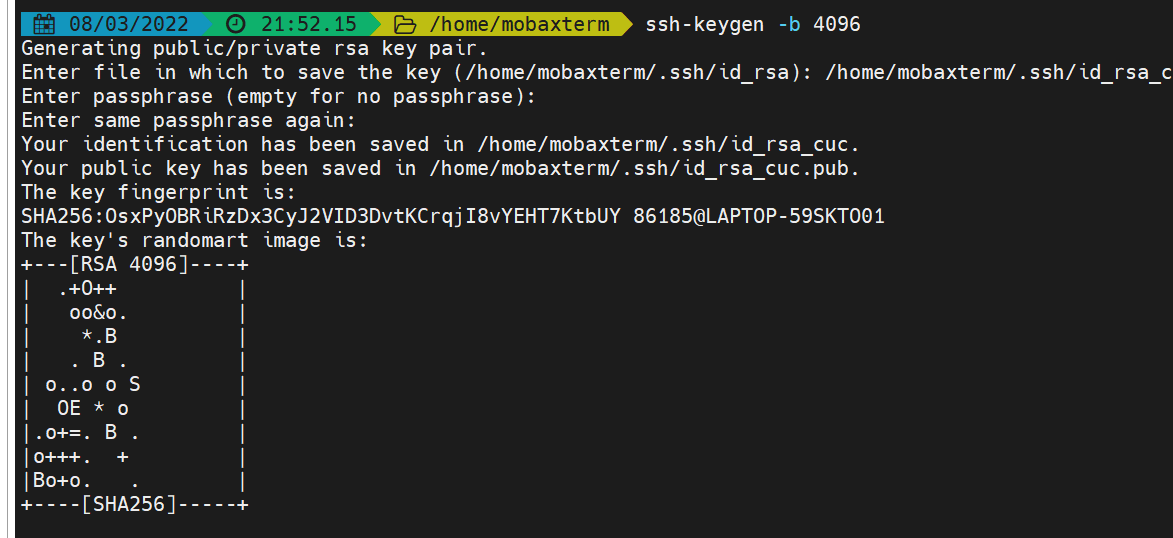 08/03/2022 21:52.15 /home/mobaxterm ssh-keygen -b 4096
Generating public/private rsa key pair.
Enter file in which to save the key (/home/mobaxterm/.ssh/id_rsa): /home/mobaxterm/.ssh/id_rsa_c
Enter passphrase (empty for no passphrase):
Enter same passphrase again:
Your identification has been saved in /home/mobaxterm/.ssh/id_rsa_cuc.
Your public key has been saved in /home/mobaxterm/.ssh/id_rsa_cuc.pub.
The key fingerprint is:
SHA256:OsxPyOBRiRzDx3CyJ2VID3DvtKCrqjI8vYEHT7KtbUY 86185@LAPTOP-59SKTO01
The key's randomart image is:
+---[RSA 4096]----+
|  .+O++          |
|   oo&o.         |
|    *.B          |
|   . B .         |
| o..o o S        |
|  OE * o         |
|.o+=. B .        |
|o+++.  +         |
|Bo+o.   .        |
+----[SHA256]-----+